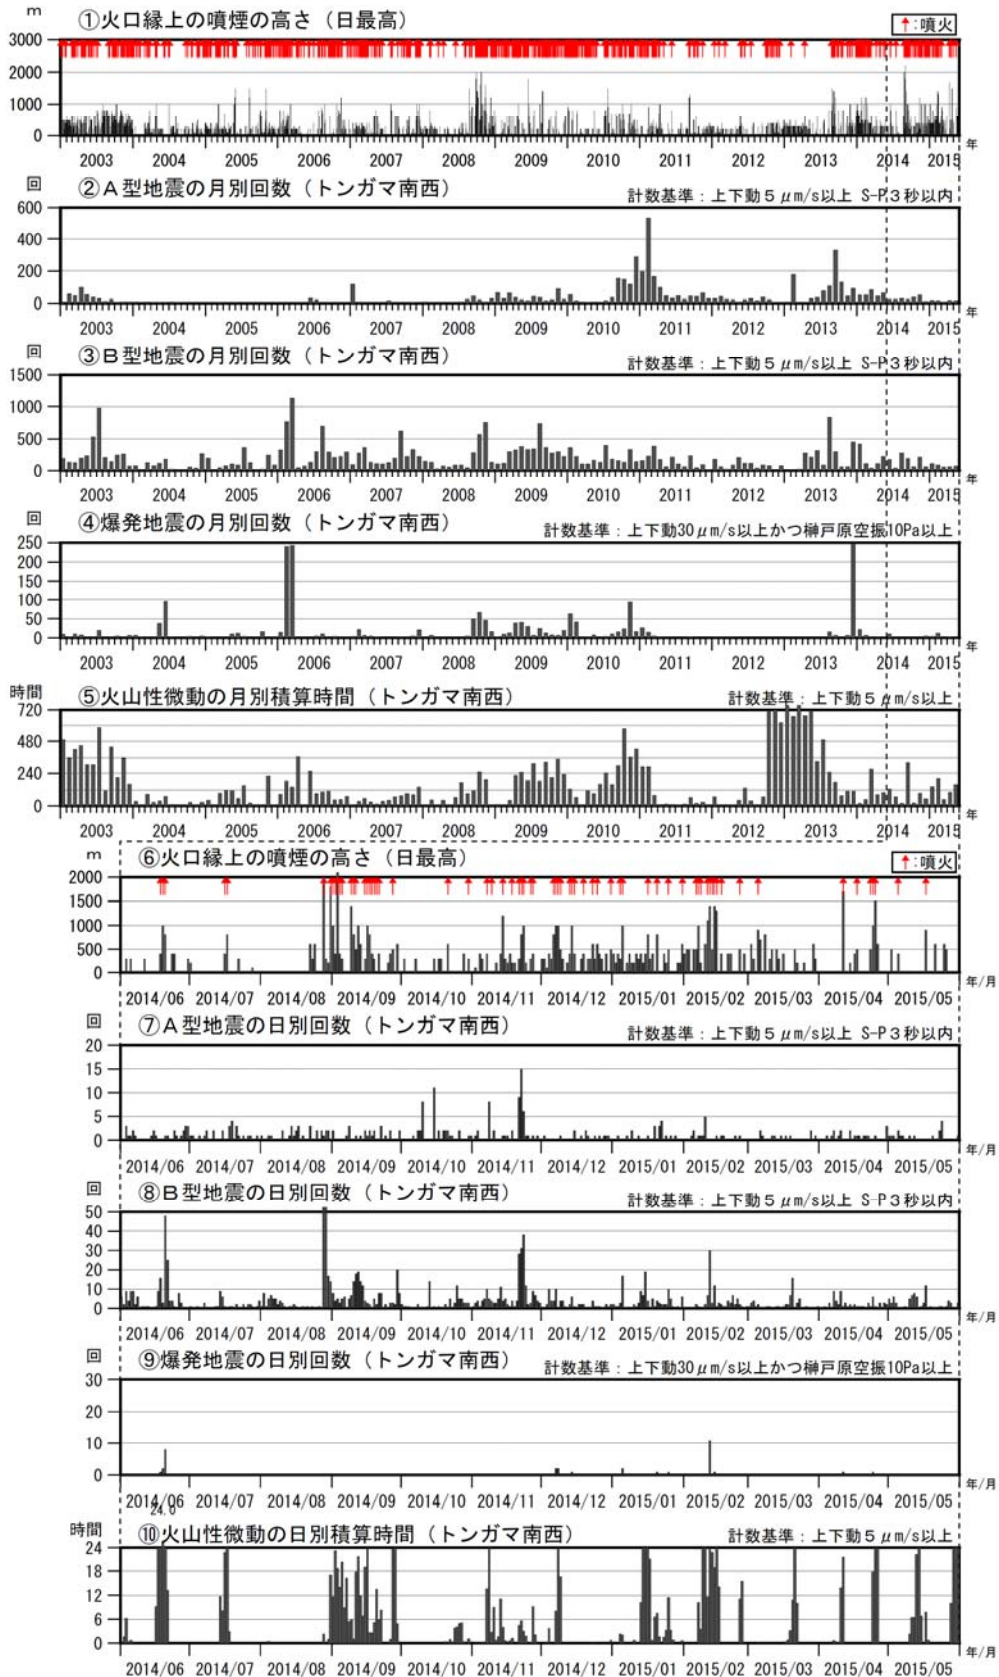 m ①火口縁上の噴煙の高さ（日最高） ↑:噴火
3000
2000
1000
0
2003 2004 2005 2006 2007 2008 2009 2010 2011 2012 2013 2014 2015 年
回 ②Ａ型地震の月別回数（トンガマ南西） 計数基準：上下動５μm/s以上 S-P３秒以内
600
400
200
0
2003 2004 2005 2006 2007 2008 2009 2010 2011 2012 2013 2014 2015 年
回 ③Ｂ型地震の月別回数（トンガマ南西） 計数基準：上下動５μm/s以上 S-P３秒以内
1500
1000
500
0
2003 2004 2005 2006 2007 2008 2009 2010 2011 2012 2013 2014 2015 年
回 ④爆発地震の月別回数（トンガマ南西） 計数基準：上下動30μm/s以上かつ榊戸原空振10Pa以上
250
200
150
100
50
0
2003 2004 2005 2006 2007 2008 2009 2010 2011 2012 2013 2014 2015 年
時間 ⑤火山性微動の月別積算時間（トンガマ南西） 計数基準：上下動５μm/s以上
720
480
240
0
2003 2004 2005 2006 2007 2008 2009 2010 2011 2012 2013 2014 2015 年
m ⑥火口縁上の噴煙の高さ（日最高） ↑:噴火
2000
1500
1000
500
0
2014/06 2014/07 2014/08 2014/09 2014/10 2014/11 2014/12 2015/01 2015/02 2015/03 2015/04 2015/05 年/月
回 ⑦Ａ型地震の日別回数（トンガマ南西） 計数基準：上下動５μm/s以上 S-P３秒以内
20
15
10
5
0
2014/06 2014/07 2014/08 2014/09 2014/10 2014/11 2014/12 2015/01 2015/02 2015/03 2015/04 2015/05 年/月
回 ⑧Ｂ型地震の日別回数（トンガマ南西） 計数基準：上下動５μm/s以上 S-P３秒以内
50
40
30
20
10
0
2014/06 2014/07 2014/08 2014/09 2014/10 2014/11 2014/12 2015/01 2015/02 2015/03 2015/04 2015/05 年/月
回 ⑨爆発地震の日別回数（トンガマ南西） 計数基準：上下動30μm/s以上かつ榊戸原空振10Pa以上
30
20
10
0
2014/06 2014/07 2014/08 2014/09 2014/10 2014/11 2014/12 2015/01 2015/02 2015/03 2015/04 2015/05 年/月
24.0
時間 ⑩火山性微動の日別積算時間（トンガマ南西） 計数基準：上下動５μm/s以上
24
18
12
6
0
2014/06 2014/07 2014/08 2014/09 2014/10 2014/11 2014/12 2015/01 2015/02 2015/03 2015/04 2015/05 年/月